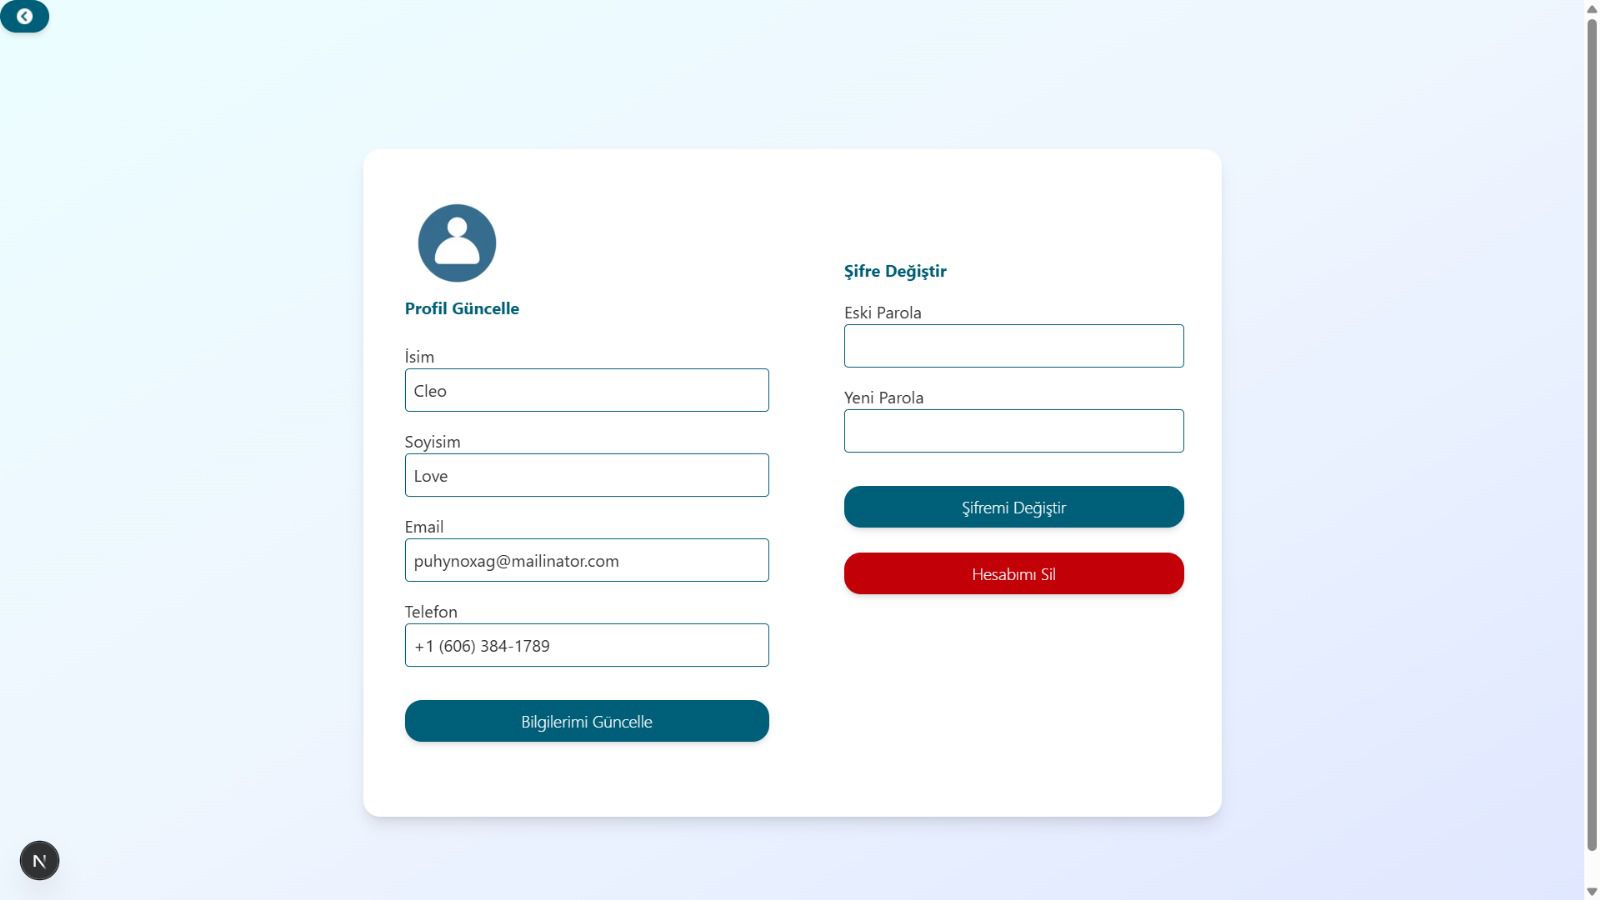 Profil Güncelle
İsim
Cleo
Soyisim
Love
Email
puhynoxag@mailinator.com
Telefon
+1 (606) 384-1789
Bilgilerimi Güncelle
Şifre Değiştir
Eski Parola
Yeni Parola
Şifremi Değiştir
Hesabımı Sil
N